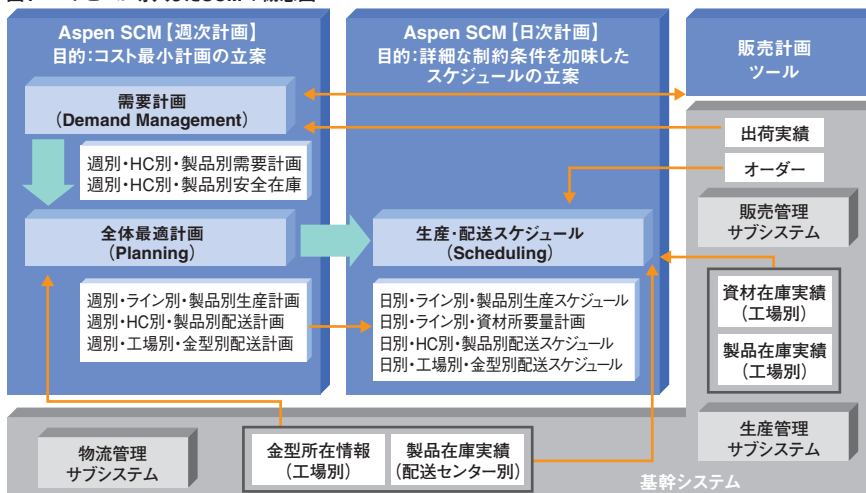 Aspen SCM【週次計画】
目的:コスト最小計画の立案
需要計画
(Demand Management)
週別・HC別・製品別需要計画
週別・HC別・製品別安全在庫
全体最適計画
(Planning)
週別・ライン別・製品別生産計画
週別・HC別・製品別配送計画
週別・工場別・金型別配送計画
Aspen SCM【日次計画】
目的:詳細な制約条件を加味した
スケジュールの立案
生産・配送スケジュール
(Scheduling)
日別・ライン別・製品別生産スケジュール
日別・ライン別・資材所要量計画
日別・HC別・製品別配送スケジュール
日別・工場別・金型別配送スケジュール
販売計画
ツール
出荷実績
オーダー
販売管理
サブシステム
資材在庫実績
(工場別)
製品在庫実績
(工場別)
生産管理
サブシステム
物流管理
サブシステム
金型所在情報
(工場別)
製品在庫実績
(配送センター別)
基幹システム